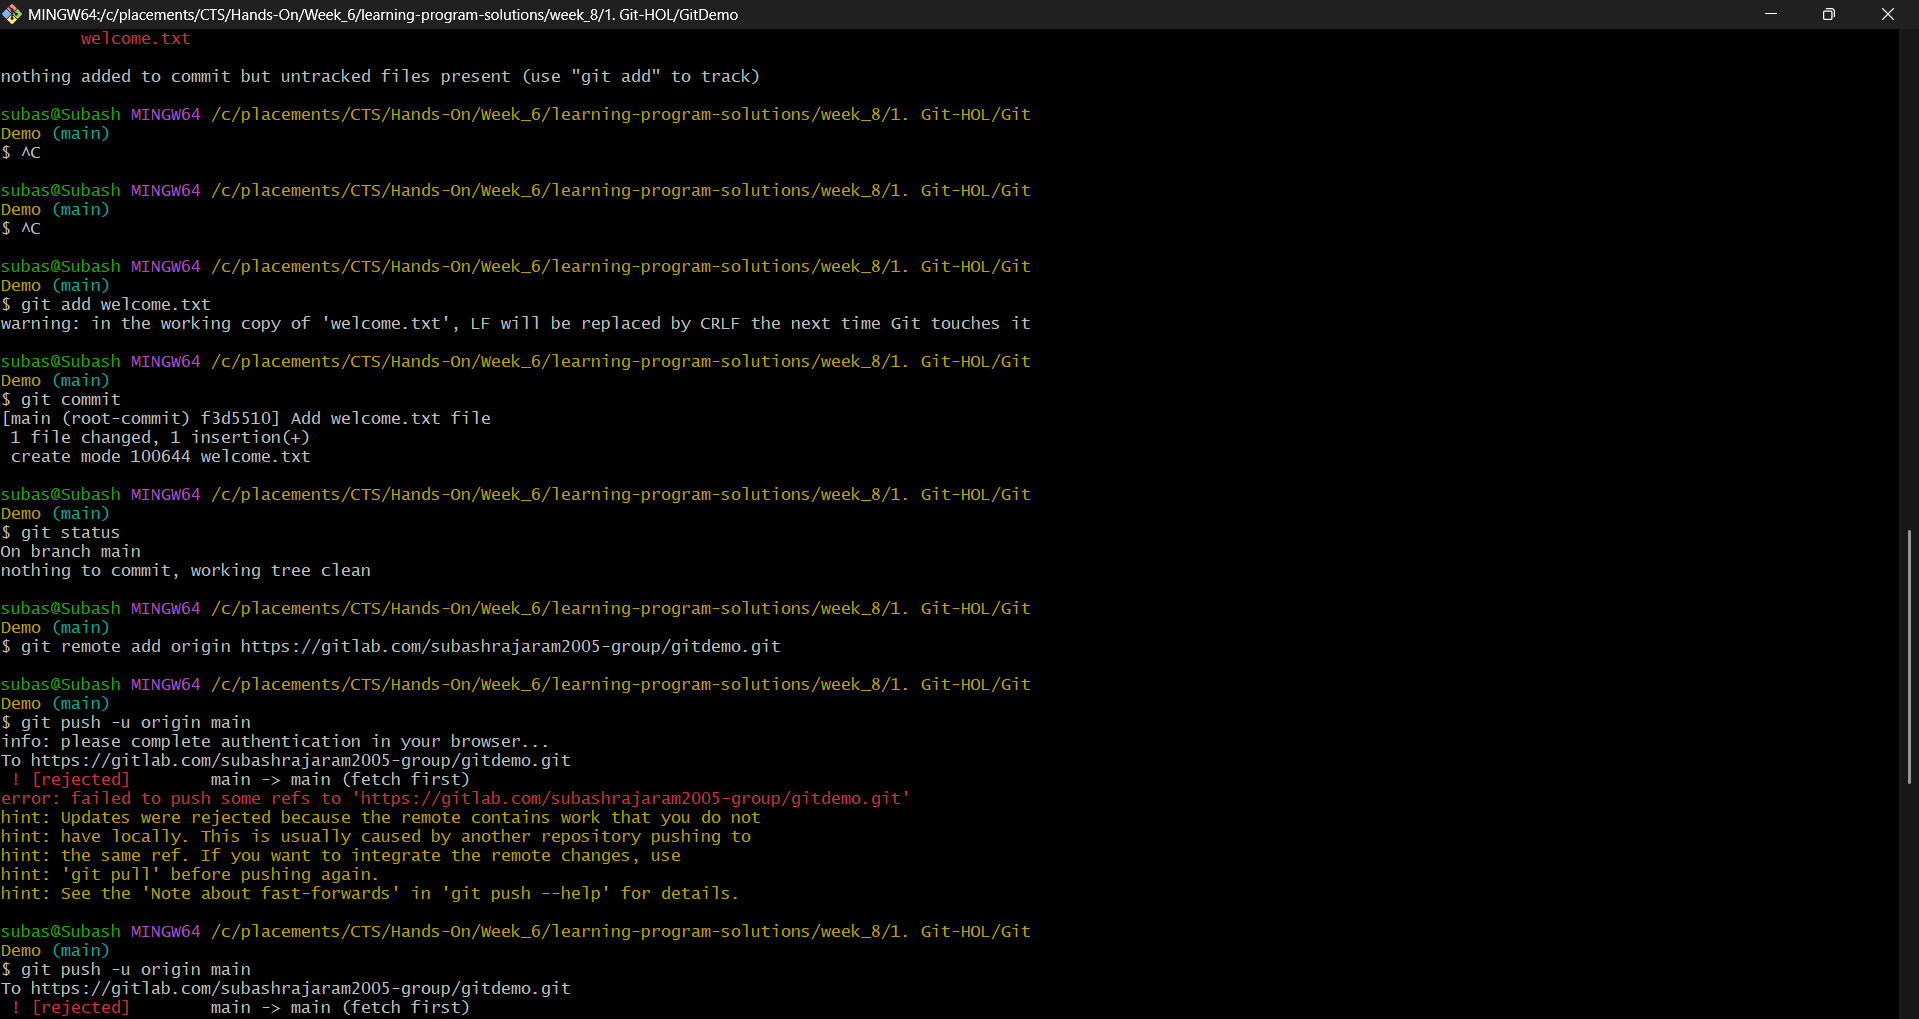 MINGW64:/c/placements/CTS/Hands-On/Week_6/learning-program-solutions/week_8/1. Git-HOL/GitDemo
welcome.txt
nothing added to commit but untracked files present (use "git add" to track)
subas@Subash MINGW64 /c/placements/CTS/Hands-On/Week_6/learning-program-solutions/week_8/1. Git-HOL/Git
Demo (main)
$ ^C
subas@Subash MINGW64 /c/placements/CTS/Hands-On/Week_6/learning-program-solutions/week_8/1. Git-HOL/Git
Demo (main)
$ ^C
subas@Subash MINGW64 /c/placements/CTS/Hands-On/Week_6/learning-program-solutions/week_8/1. Git-HOL/Git
Demo (main)
$ git add welcome.txt
warning: in the working copy of 'welcome.txt', LF will be replaced by CRLF the next time Git touches it
subas@Subash MINGW64 /c/placements/CTS/Hands-On/Week_6/learning-program-solutions/week_8/1. Git-HOL/Git
Demo (main)
$ git commit
[main (root-commit) f3d5510] Add welcome.txt file
1 file changed, 1 insertion(+)
create mode 100644 welcome.txt
subas@Subash MINGW64 /c/placements/CTS/Hands-On/Week_6/learning-program-solutions/week_8/1. Git-HOL/Git
Demo (main)
$ git status
On branch main
nothing to commit, working tree clean
subas@Subash MINGW64 /c/placements/CTS/Hands-On/Week_6/learning-program-solutions/week_8/1. Git-HOL/Git
Demo (main)
$ git remote add origin https://gitlab.com/subashrajaram2005-group/gitdemo.git
subas@Subash MINGW64 /c/placements/CTS/Hands-On/Week_6/learning-program-solutions/week_8/1. Git-HOL/Git
Demo (main)
$ git push -u origin main
info: please complete authentication in your browser...
To https://gitlab.com/subashrajaram2005-group/gitdemo.git
! [rejected] main -> main (fetch first)
error: failed to push some refs to 'https://gitlab.com/subashrajaram2005-group/gitdemo.git'
hint: Updates were rejected because the remote contains work that you do not
hint: have locally. This is usually caused by another repository pushing to
hint: the same ref. If you want to integrate the remote changes, use
hint: 'git pull' before pushing again.
hint: See the 'Note about fast-forwards' in 'git push --help' for details.
subas@Subash MINGW64 /c/placements/CTS/Hands-On/Week_6/learning-program-solutions/week_8/1. Git-HOL/Git
Demo (main)
$ git push -u origin main
To https://gitlab.com/subashrajaram2005-group/gitdemo.git
! [rejected] main -> main (fetch first)